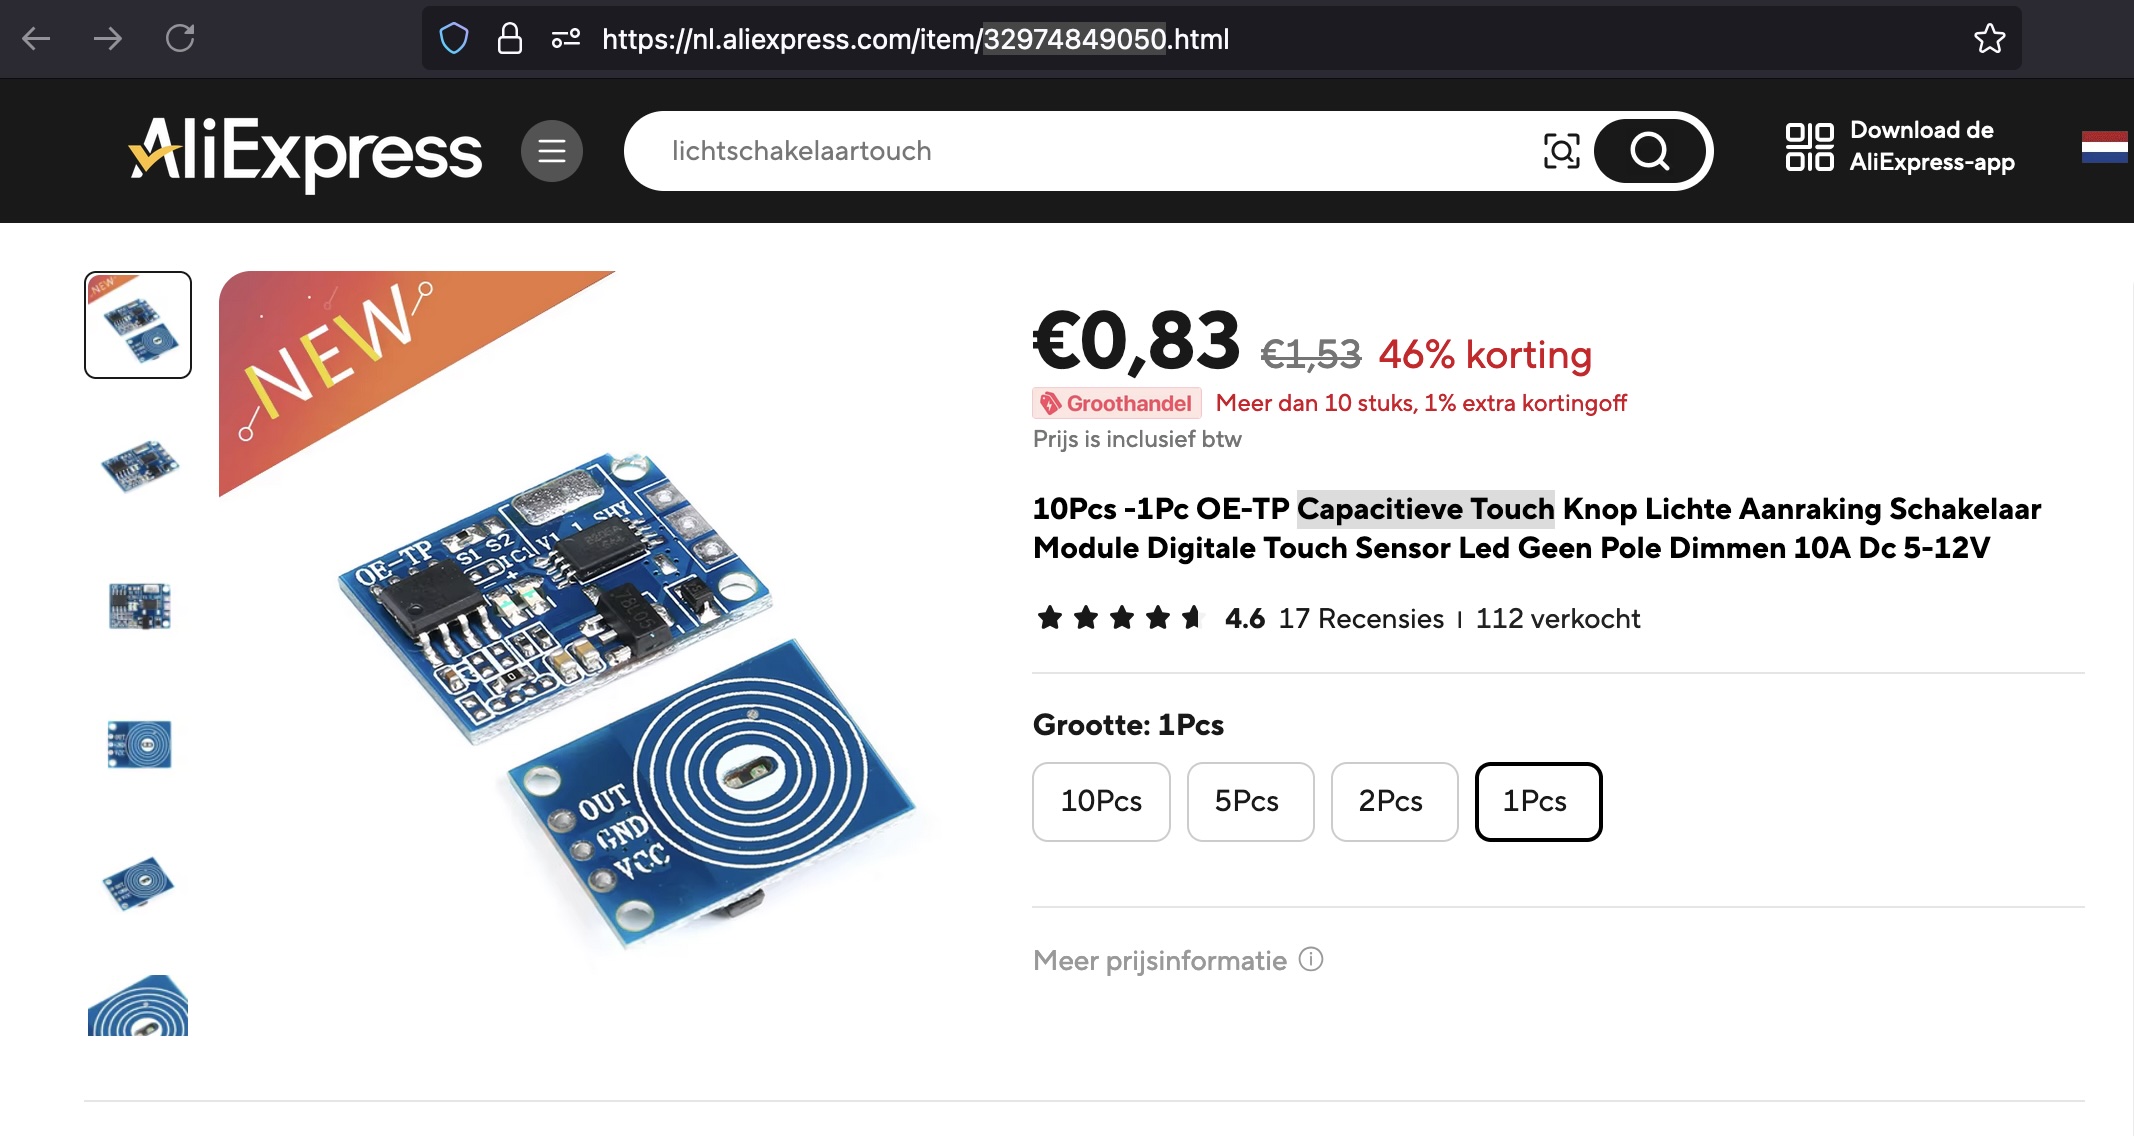 https://nl.aliexpress.com/item/32974849050.html
AliExpress
lichtschakelaartouch
Download de
AliExpress-app
NEW
NEW
OE-TP
S1 S2
IC1
V1.1 SHY
78L05
OUT
GND
VCC
€0,83 €1,53 46% korting
Groothandel Meer dan 10 stuks, 1% extra kortingoff
Prijs is inclusief btw
10Pcs -1Pc OE-TP Capacitieve Touch Knop Lichte Aanraking Schakelaar
Module Digitale Touch Sensor Led Geen Pole Dimmen 10A Dc 5-12V
4.6 17 Recensies | 112 verkocht
Grootte: 1Pcs
10Pcs
5Pcs
2Pcs
1Pcs
Meer prijsinformatie